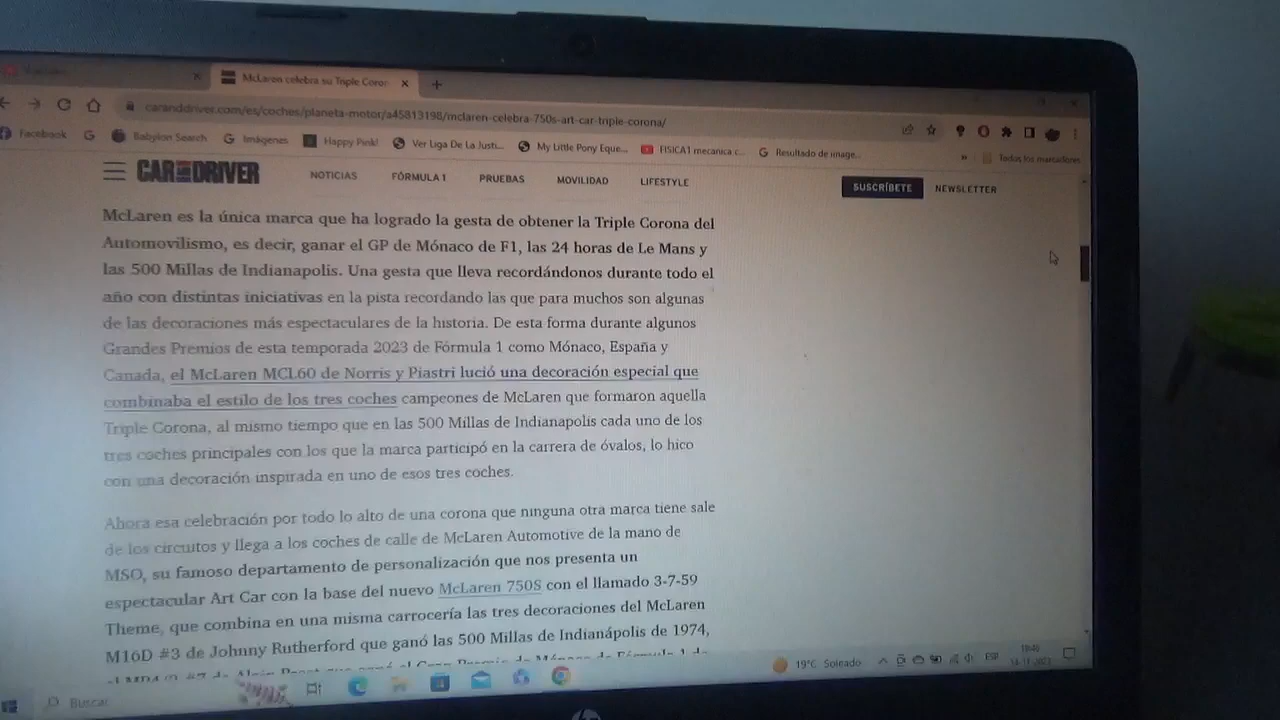 McLaren celebra su Triple Coron
caranddriver.com/es/coches/planeta-motor/a45813198/mclaren-celebra-750s-art-car-triple-corona/
Facebook Babylon Search Imágenes Happy Pink! Ver Liga De La Justi... My Little Pony Eque... FISICA1 mecanica c... Resultado de image... » Todos los marcadores
CAR AND DRIVER NOTICIAS FÓRMULA 1 PRUEBAS MOVILIDAD LIFESTYLE SUSCRÍBETE NEWSLETTER
McLaren es la única marca que ha logrado la gesta de obtener la Triple Corona del
Automovilismo, es decir, ganar el GP de Mónaco de F1, las 24 horas de Le Mans y
las 500 Millas de Indianapolis. Una gesta que lleva recordándonos durante todo el
año con distintas iniciativas en la pista recordando las que para muchos son algunas
de las decoraciones más espectaculares de la historia. De esta forma durante algunos
Grandes Premios de esta temporada 2023 de Fórmula 1 como Mónaco, España y
Canada, el McLaren MCL60 de Norris y Piastri lució una decoración especial que
combinaba el estilo de los tres coches campeones de McLaren que formaron aquella
Triple Corona, al mismo tiempo que en las 500 Millas de Indianapolis cada uno de los
tres coches principales con los que la marca participó en la carrera de óvalos, lo hico
con una decoración inspirada en uno de esos tres coches.
Ahora esa celebración por todo lo alto de una corona que ninguna otra marca tiene sale
de los circuitos y llega a los coches de calle de McLaren Automotive de la mano de
MSO, su famoso departamento de personalización que nos presenta un
espectacular Art Car con la base del nuevo McLaren 750S con el llamado 3-7-59
Theme, que combina en una misma carrocería las tres decoraciones del McLaren
M16D #3 de Johnny Rutherford que ganó las 500 Millas de Indianápolis de 1974,
Buscar 19°C Soleado ESP